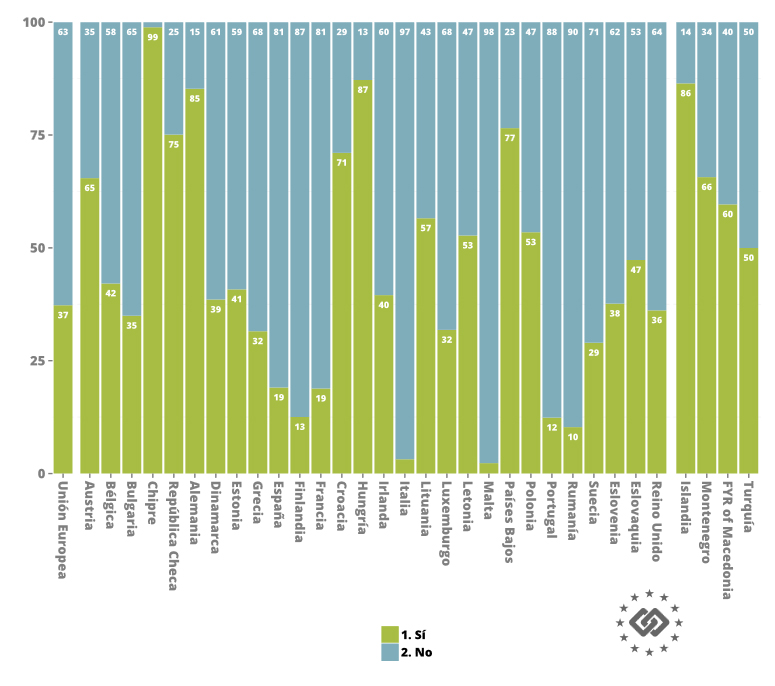 100
75
50
25
0
63 35 58 65 25 15 61 59 68 81 87 81 29 13 60 97 43 68 47 98 23 47 88 90 71 62 53 64 14 34 40 50
37 65 42 35 99 75 85 39 41 32 19 13 19 71 87 40 57 32 53 77 53 12 10 29 38 47 36 86 66 60 50
Unión Europea
Austria
Bélgica
Bulgaria
Chipre
República Checa
Alemania
Dinamarca
Estonia
Grecia
España
Finlandia
Francia
Croacia
Hungría
Irlanda
Italia
Lituania
Luxemburgo
Letonia
Malta
Países Bajos
Polonia
Portugal
Rumanía
Suecia
Eslovenia
Eslovaquia
Reino Unido
Islandia
Montenegro
FYR of Macedonia
Turquía
1. Sí
2. No